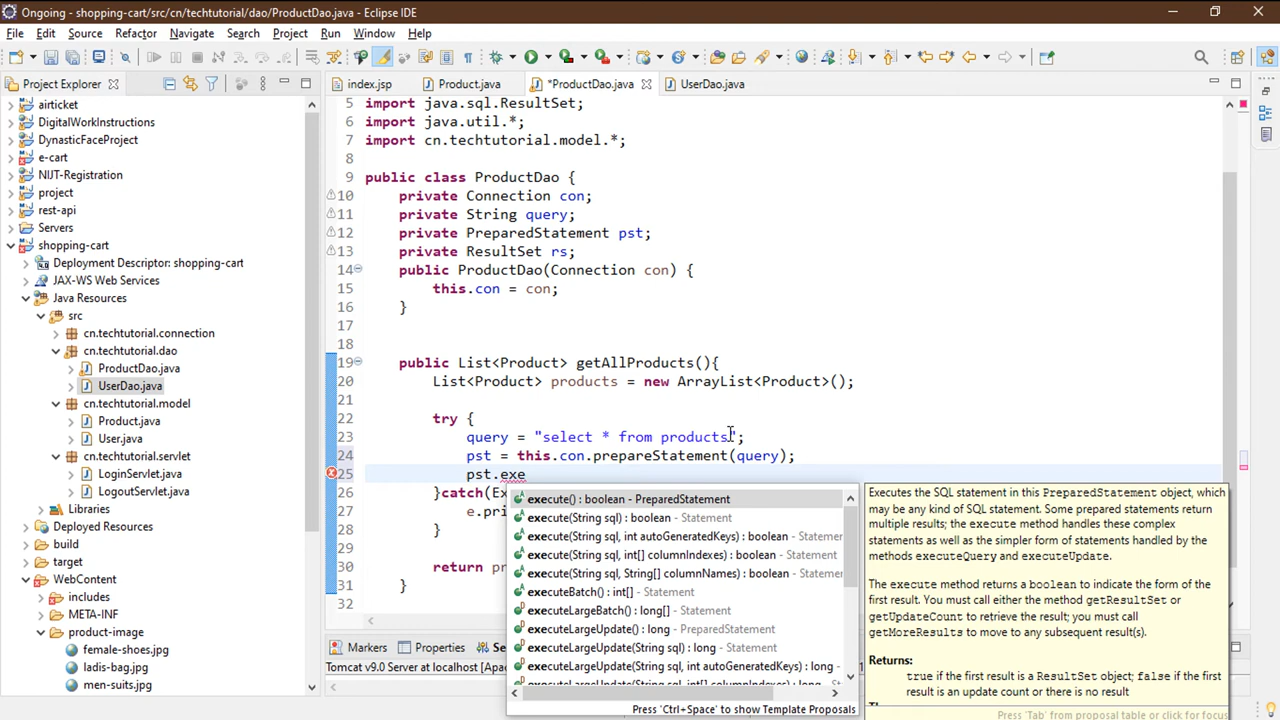 Ongoing - shopping-cart/src/cn/techtutorial/dao/ProductDao.java - Eclipse IDE
File Edit Source Refactor Navigate Search Project Run Window Help
Project Explorer
index.jsp Product.java *ProductDao.java UserDao.java
airticket
DigitalWorkInstructions
DynasticFaceProject
e-cart
NIJT-Registration
project
rest-api
Servers
shopping-cart
Deployment Descriptor: shopping-cart
JAX-WS Web Services
Java Resources
src
cn.techtutorial.connection
cn.techtutorial.dao
ProductDao.java
UserDao.java
cn.techtutorial.model
Product.java
User.java
cn.techtutorial.servlet
LoginServlet.java
LogoutServlet.java
Libraries
Deployed Resources
build
target
WebContent
includes
META-INF
product-image
female-shoes.jpg
ladis-bag.jpg
men-suits.jpg
5 import java.sql.ResultSet;
6 import java.util.*;
7 import cn.techtutorial.model.*;
8
9 public class ProductDao {
10 private Connection con;
11 private String query;
12 private PreparedStatement pst;
13 private ResultSet rs;
14 public ProductDao(Connection con) {
15 this.con = con;
16 }
17
18
19 public List<Product> getAllProducts(){
20 List<Product> products = new ArrayList<Product>();
21
22 try {
23 query = "select * from products";
24 pst = this.con.prepareStatement(query);
25 pst.exe
26 }catch(Ex
27 e.pri
28 }
29
30 return pr
31 }
32
execute() : boolean - PreparedStatement
execute(String sql) : boolean - Statement
execute(String sql, int autoGeneratedKeys) : boolean - Statement
execute(String sql, int[] columnIndexes) : boolean - Statement
execute(String sql, String[] columnNames) : boolean - Statemen
executeBatch() : int[] - Statement
executeLargeBatch() : long[] - Statement
executeLargeUpdate() : long - PreparedStatement
executeLargeUpdate(String sql) : long - Statement
executeLargeUpdate(String sql, int autoGeneratedKeys) : long -
Press 'Ctrl+Space' to show Template Proposals
Executes the SQL statement in this PreparedStatement object, which
may be any kind of SQL statement. Some prepared statements return
multiple results; the execute method handles these complex
statements as well as the simpler form of statements handled by the
methods executeQuery and executeUpdate.
The execute method returns a boolean to indicate the form of the
first result. You must call either the method getResultSet or
getUpdateCount to retrieve the result; you must call
getMoreResults to move to any subsequent result(s).
Returns:
true if the first result is a ResultSet object; false if the first
result is an update count or there is no result
Press 'Tab' from proposal table or click for focus
Markers Properties Se
Tomcat v9.0 Server at localhost [Apac